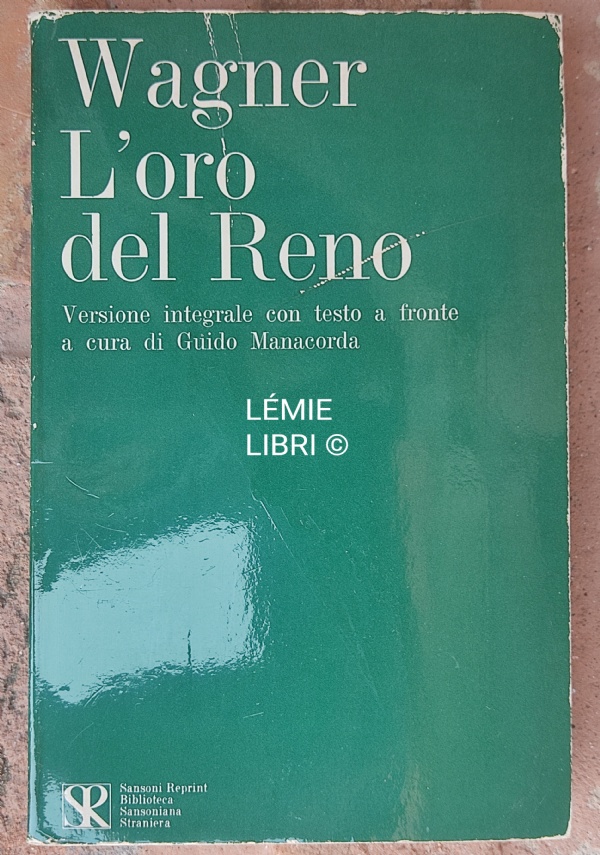 Wagner
L'oro
del Reno
Versione integrale con testo a fronte
a cura di Guido Manacorda
LÉMIE
LIBRI ©
SR
Sansoni Reprint
Biblioteca
Sansoniana
Straniera